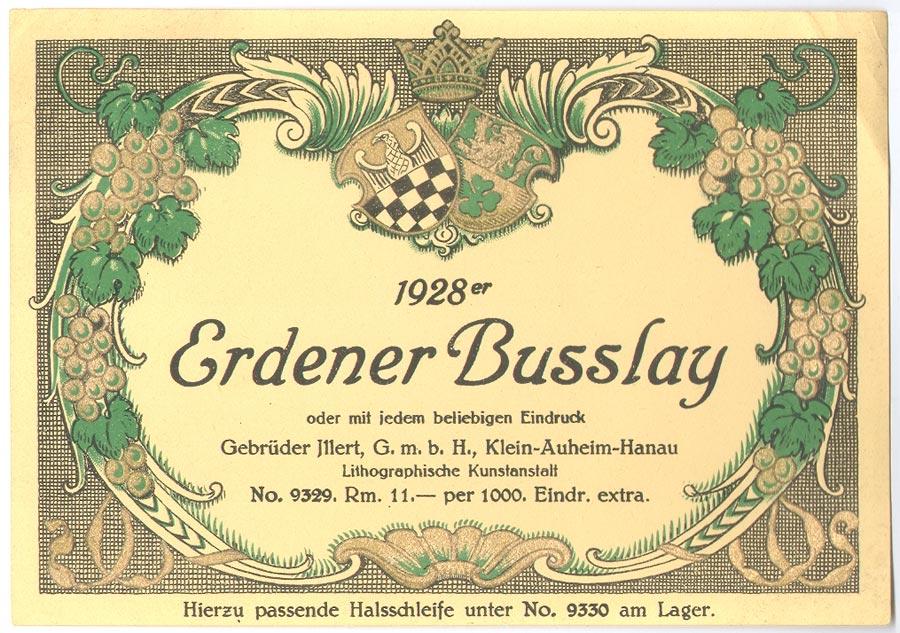 1928er
Erdener Busslay
oder mit jedem beliebigen Eindruck
Gebrüder Illert, G. m. b. H., Klein-Auheim-Hanau
Lithographische Kunstanstalt
No. 9329. Rm. 11.— per 1000. Eindr. extra.
Hierzu passende Halsschleife unter No. 9330 am Lager.